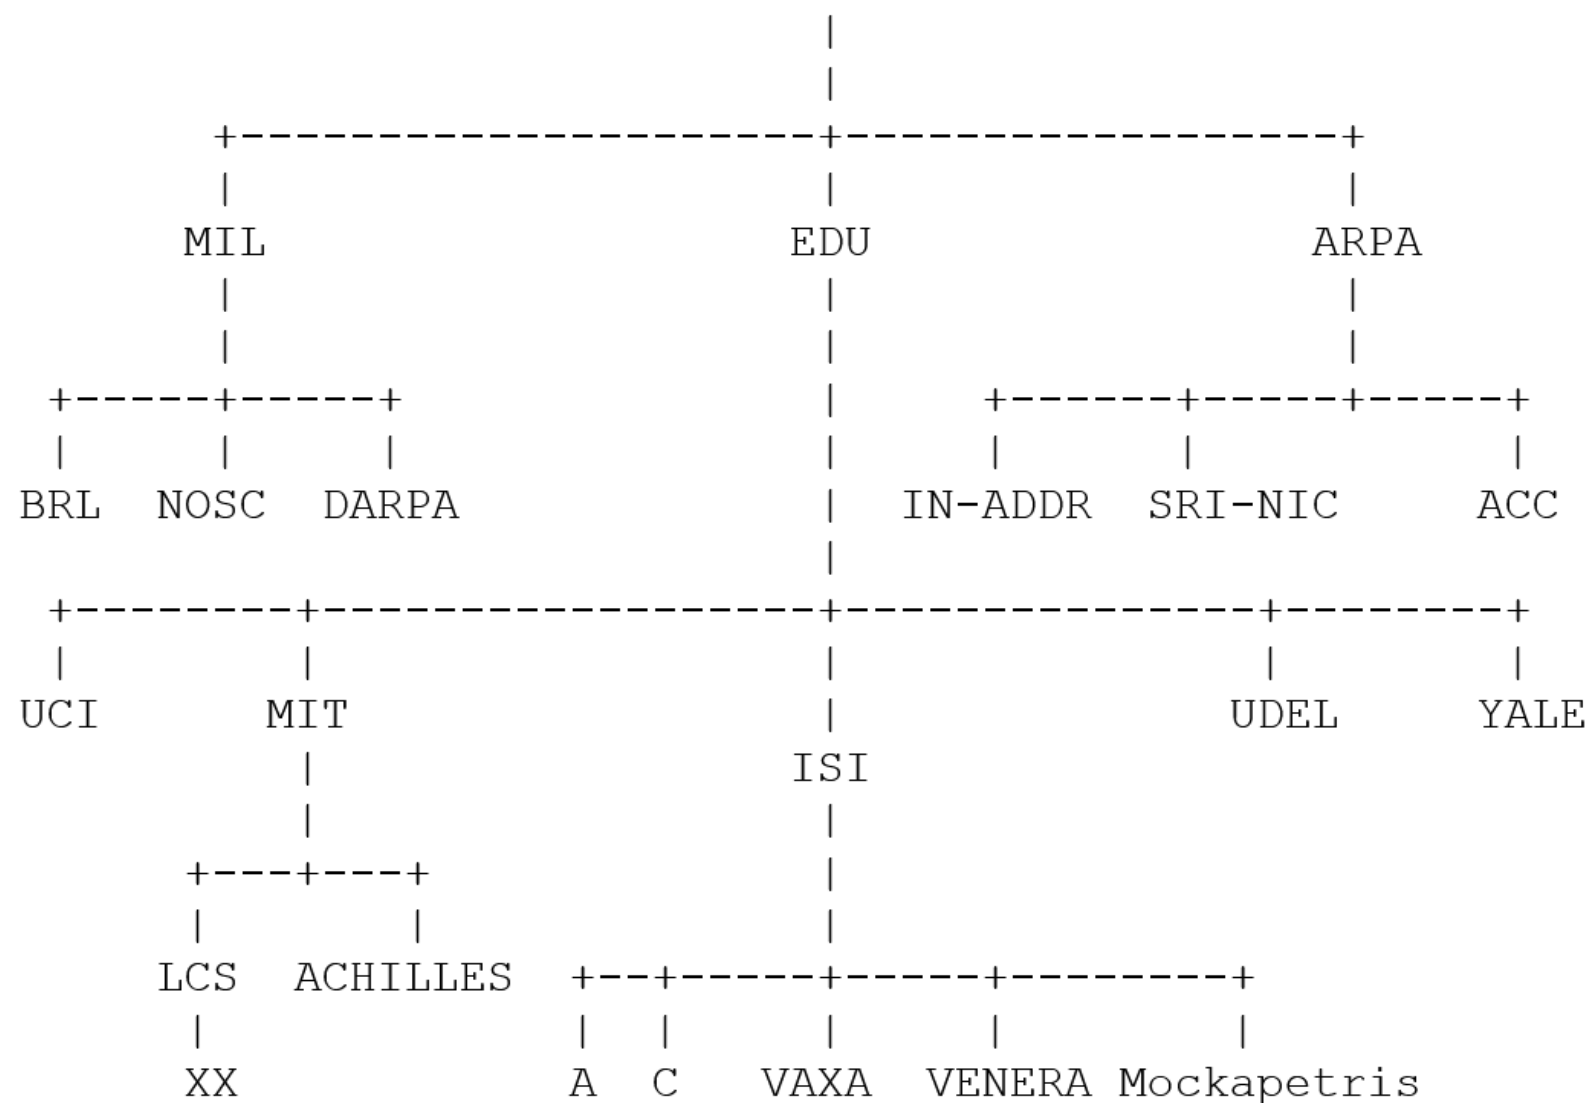 MIL EDU ARPA
BRL NOSC DARPA IN-ADDR SRI-NIC ACC
UCI MIT UDEL YALE
ISI
LCS ACHILLES
XX A C VAXA VENERA Mockapetris